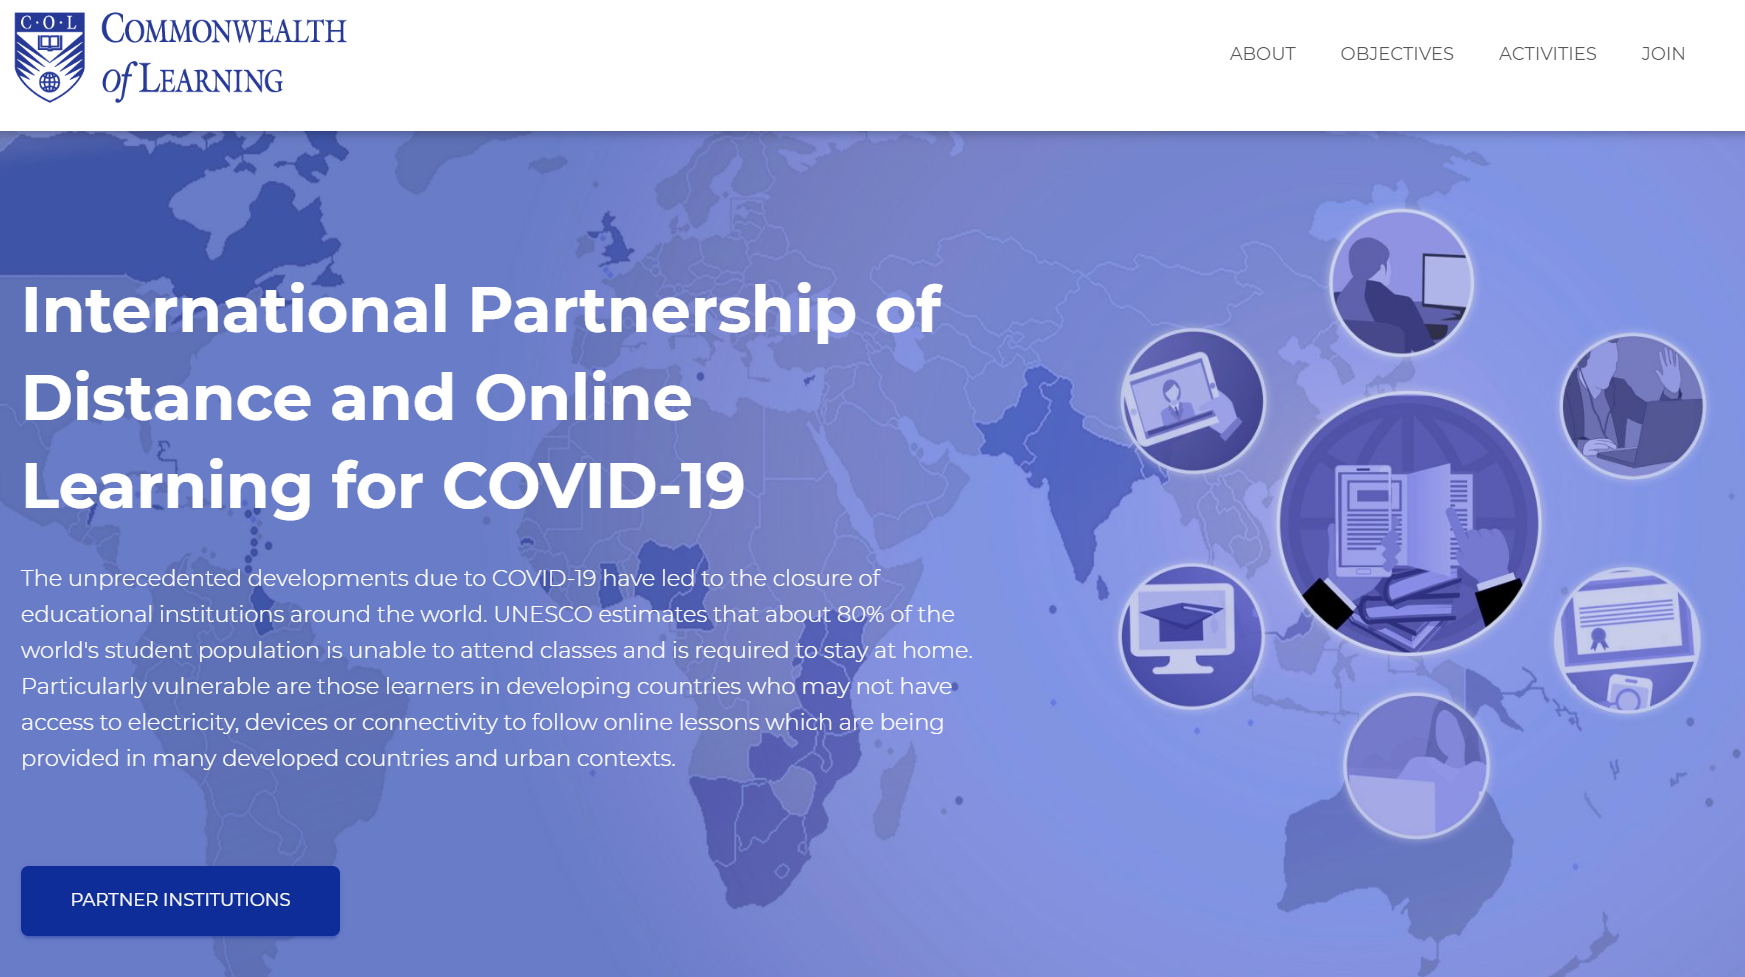 C·O·L
COMMONWEALTH
of LEARNING
ABOUT
OBJECTIVES
ACTIVITIES
JOIN
International Partnership of
Distance and Online
Learning for COVID-19
The unprecedented developments due to COVID-19 have led to the closure of
educational institutions around the world. UNESCO estimates that about 80% of the
world's student population is unable to attend classes and is required to stay at home.
Particularly vulnerable are those learners in developing countries who may not have
access to electricity, devices or connectivity to follow online lessons which are being
provided in many developed countries and urban contexts.
PARTNER INSTITUTIONS